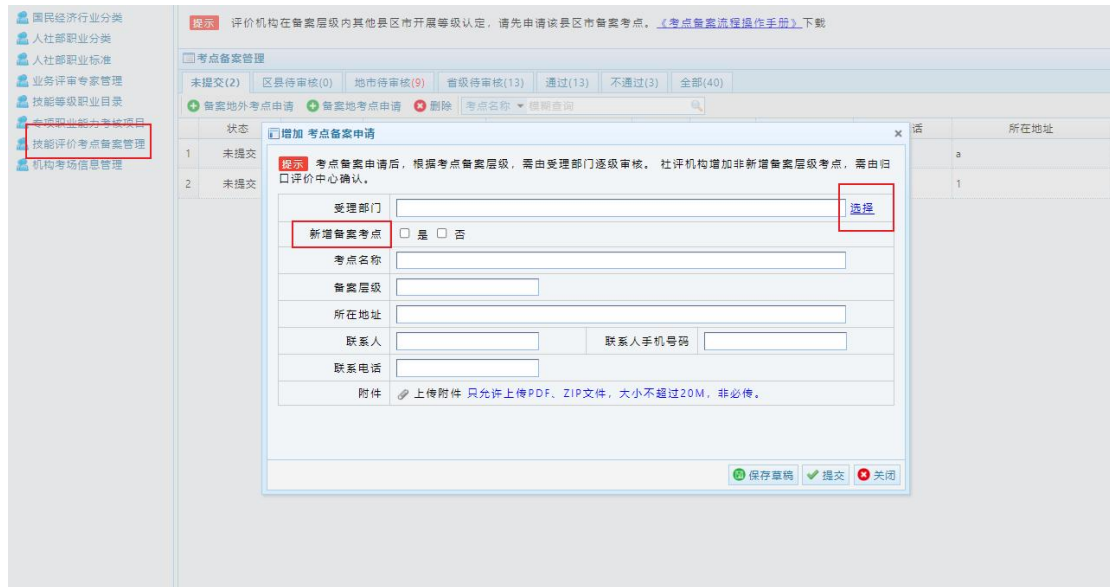 国民经济行业分类
人社部职业分类
人社部职业标准
业务评审专家管理
技能等级职业目录
专项职业能力考核项目
技能评价考点备案管理
机构考场信息管理
提示 评价机构在备案层级内其他县区市开展等级认定，请先申请该县区市备案考点。《考点备案流程操作手册》下载
考点备案管理
未提交(2) 区县待审核(0) 地市待审核(9) 省级待审核(13) 通过(13) 不通过(3) 全部(40)
备案地外考点申请 备案地考点申请 删除 考点名称 模糊查询
状态 话 所在地址
1 未提交 a
2 未提交 1
增加 考点备案申请
提示 考点备案申请后，根据考点备案层级，需由受理部门逐级审核。 社评机构增加非新增备案层级考点，需由归
口评价中心确认。
受理部门 选择
新增备案考点 是 否
考点名称
备案层级
所在地址
联系人 联系人手机号码
联系电话
附件 上传附件 只允许上传PDF、ZIP文件，大小不超过20M，非必传。
保存草稿 提交 关闭